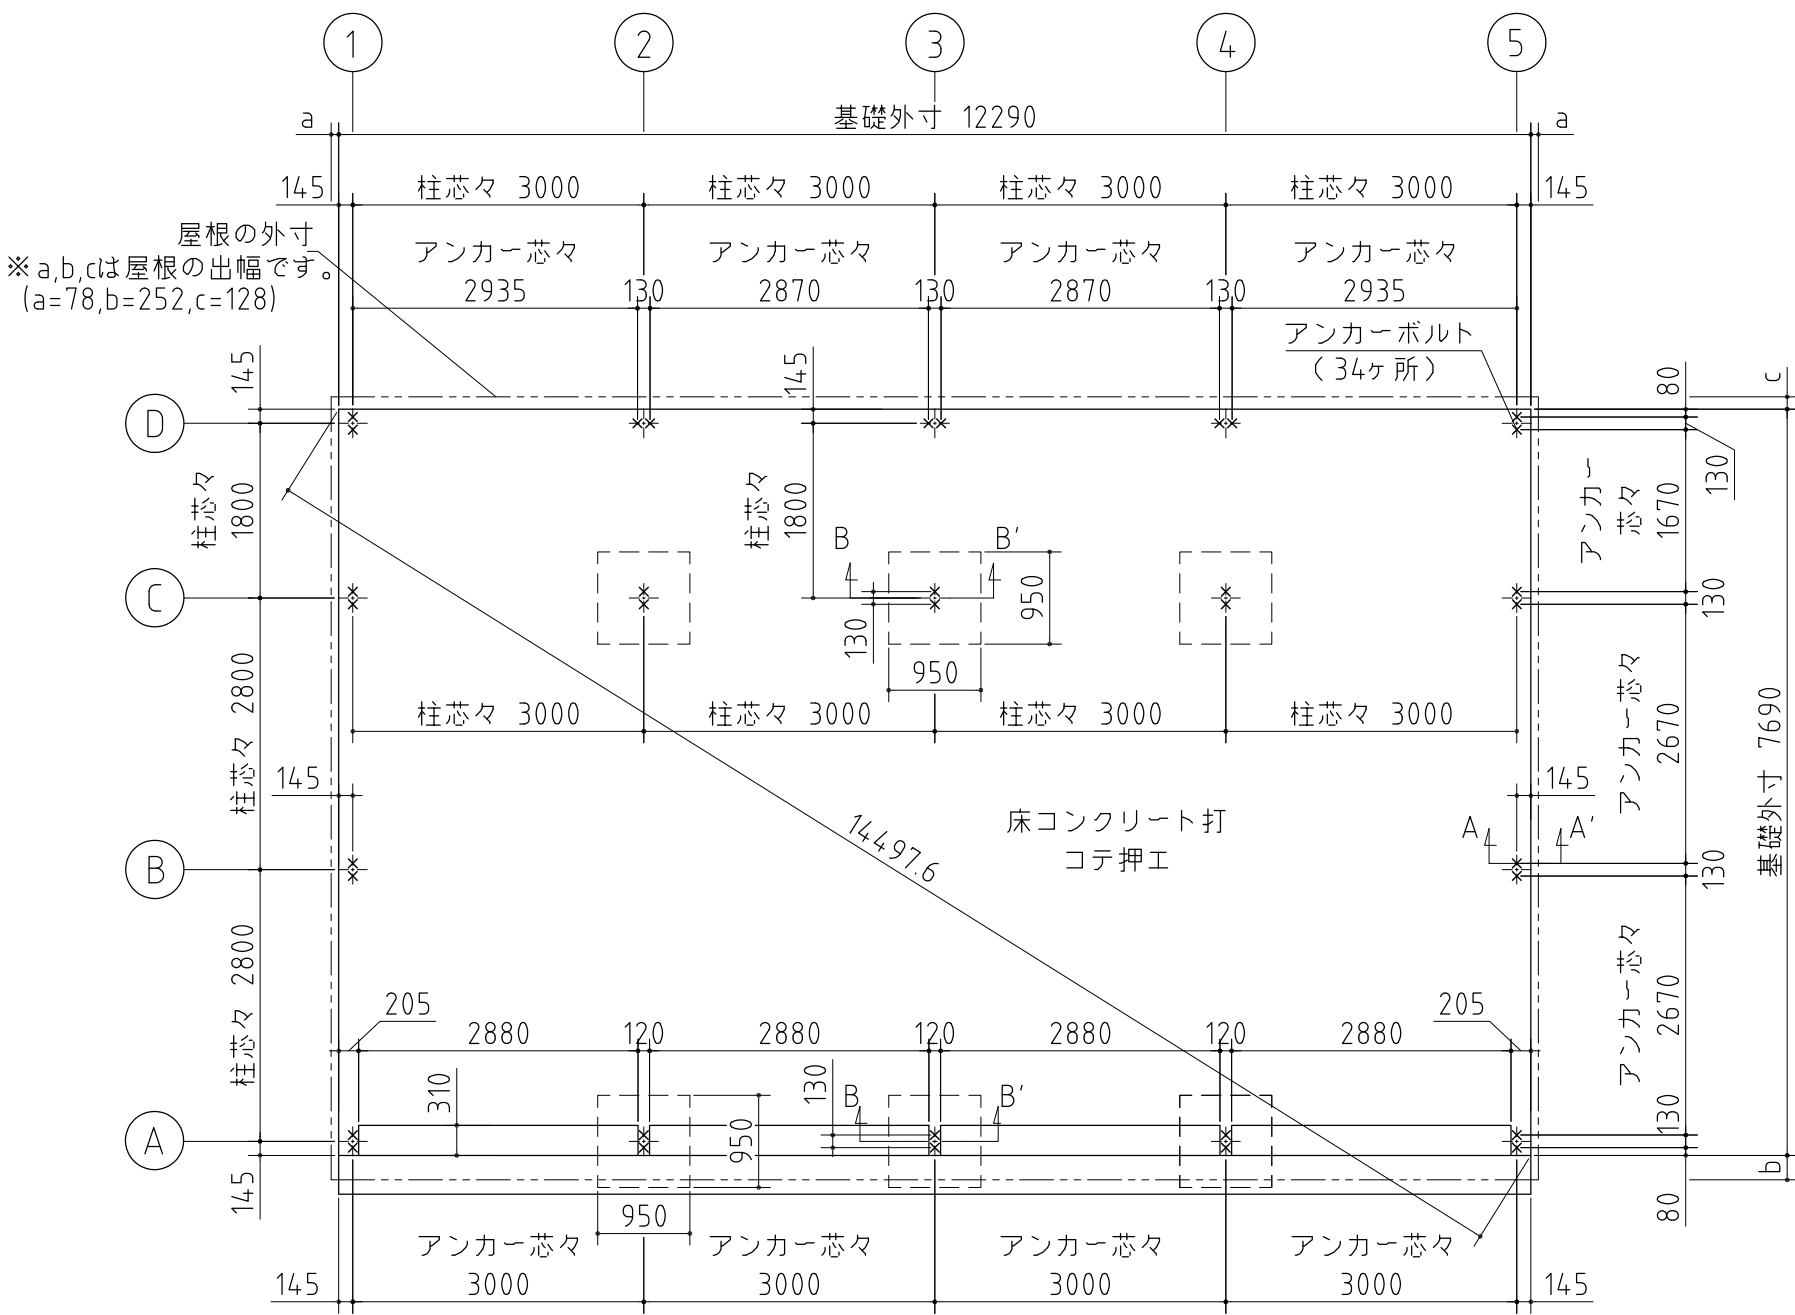 1 2 3 4 5
a 基礎外寸 12290 a
145 柱芯々 3000 柱芯々 3000 柱芯々 3000 柱芯々 3000 145
屋根の外寸
※a,b,cは屋根の出幅です。
(a=78,b=252,c=128)
アンカー芯々 アンカー芯々 アンカー芯々 アンカー芯々
2935 130 2870 130 2870 130 2935
アンカーボルト
(34ヶ所)
145 145 80 c
D
130
柱芯々 1800
柱芯々 1800
アンカー
芯々 1670
B B'
C
130 950 130
950
柱芯々 2800
柱芯々 3000 柱芯々 3000 柱芯々 3000 柱芯々 3000
アンカー芯々
2670
基礎外寸 7690
145 145
床コンクリート打
コテ押エ
14497.6
A A'
B
130
柱芯々 2800
アンカー芯々
2670
205 205
2880 120 2880 120 2880 120 2880
310 130 B B' 130
A
950
145 b
80
950
アンカー芯々 アンカー芯々 アンカー芯々 アンカー芯々
145 3000 3000 3000 3000 145